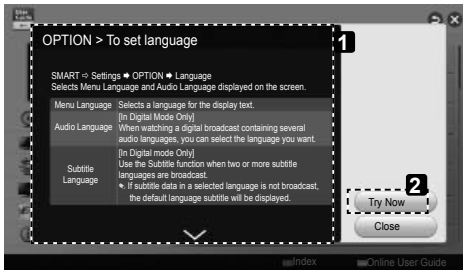 OPTION > To set language
1
SMART ⇨ Settings ➡ OPTION ➡ Language
Selects Menu Language and Audio Language displayed on the screen.
Menu Language Selects a language for the display text.
Audio Language [In Digital Mode Only]
When watching a digital broadcast containing several
audio languages, you can select the language you want.
Subtitle
Language
[In Digital mode Only]
Use the Subtitle function when two or more subtitle
languages are broadcast.
If subtitle data in a selected language is not broadcast,
the default language subtitle will be displayed.
2
Try Now
Close
Index
Online User Guide